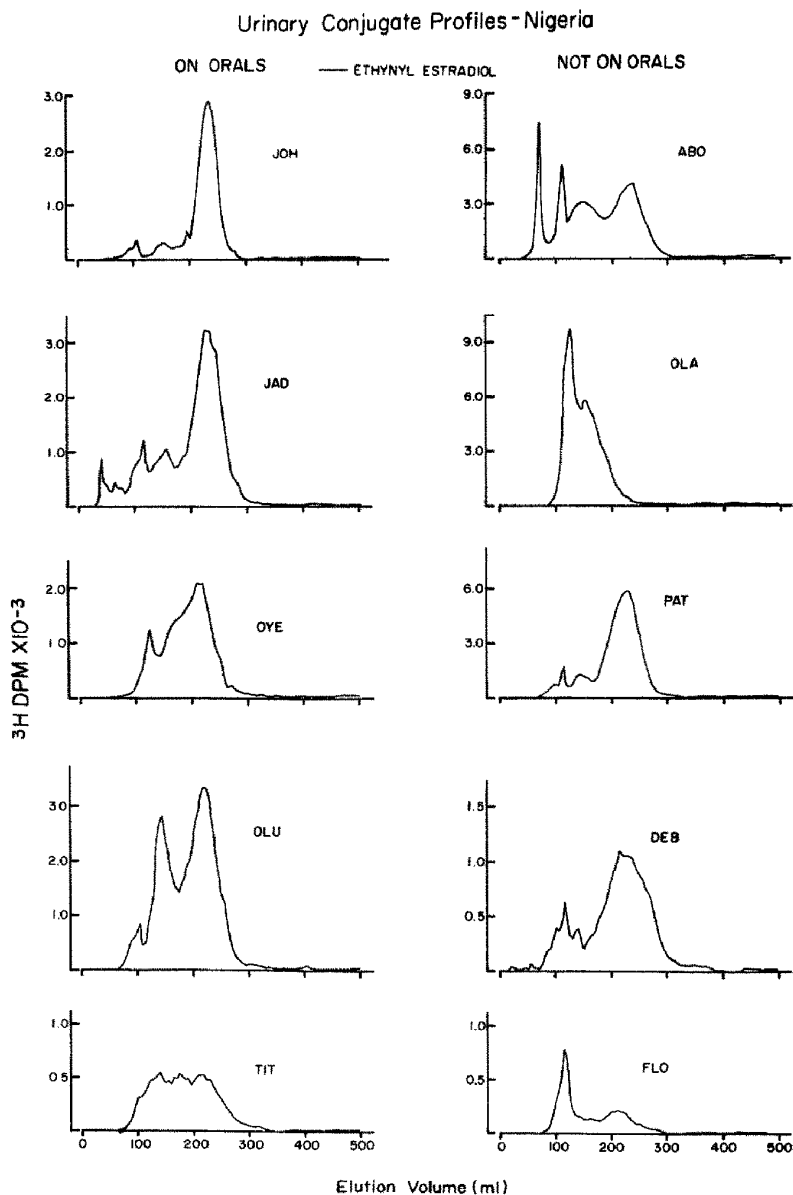 Urinary Conjugate Profiles-Nigeria
ON ORALS
ETHYNYL ESTRADIOL
NOT ON ORALS
3.0
2.0
1.0
JOH
9.0
6.0
3.0
ABO
3.0
2.0
1.0
JAD
9.0
6.0
3.0
OLA
2.0
1.0
OYE
6.0
3.0
PAT
3H DPM X10-3
3.0
2.0
1.0
OLU
1.5
1.0
0.5
DEB
1.0
0.5
TIT
1.0
0.5
FLO
0 100 200 300 400 500
0 100 200 300 400 500
Elution Volume (ml)